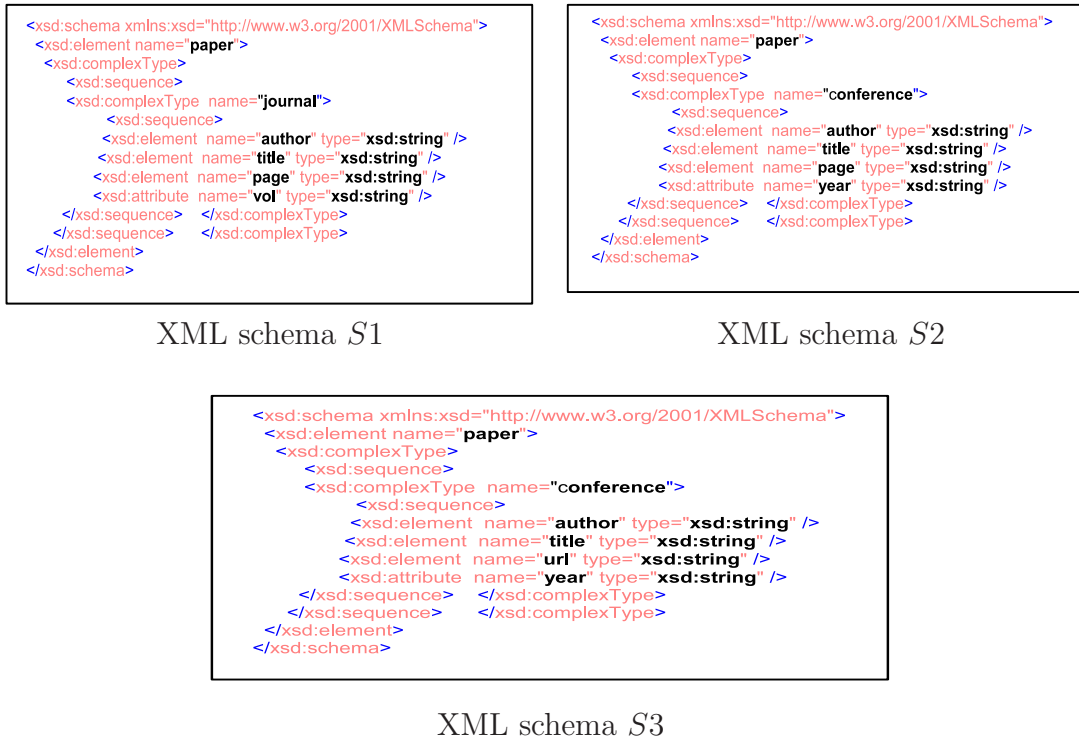 <xsd:schema xmlns:xsd="http://www.w3.org/2001/XMLSchema">
<xsd:element name="paper">
<xsd:complexType>
<xsd:sequence>
<xsd:complexType name="journal">
<xsd:sequence>
<xsd:element name="author" type="xsd:string" />
<xsd:element name="title" type="xsd:string" />
<xsd:element name="page" type="xsd:string" />
<xsd:attribute name="vol" type="xsd:string" />
</xsd:sequence> </xsd:complexType>
</xsd:sequence> </xsd:complexType>
</xsd:element>
</xsd:schema>
XML schema S1
<xsd:schema xmlns:xsd="http://www.w3.org/2001/XMLSchema">
<xsd:element name="paper">
<xsd:complexType>
<xsd:sequence>
<xsd:complexType name="conference">
<xsd:sequence>
<xsd:element name="author" type="xsd:string" />
<xsd:element name="title" type="xsd:string" />
<xsd:element name="page" type="xsd:string" />
<xsd:attribute name="year" type="xsd:string" />
</xsd:sequence> </xsd:complexType>
</xsd:sequence> </xsd:complexType>
</xsd:element>
</xsd:schema>
XML schema S2
<xsd:schema xmlns:xsd="http://www.w3.org/2001/XMLSchema">
<xsd:element name="paper">
<xsd:complexType>
<xsd:sequence>
<xsd:complexType name="conference">
<xsd:sequence>
<xsd:element name="author" type="xsd:string" />
<xsd:element name="title" type="xsd:string" />
<xsd:element name="url" type="xsd:string" />
<xsd:attribute name="year" type="xsd:string" />
</xsd:sequence> </xsd:complexType>
</xsd:sequence> </xsd:complexType>
</xsd:element>
</xsd:schema>
XML schema S3